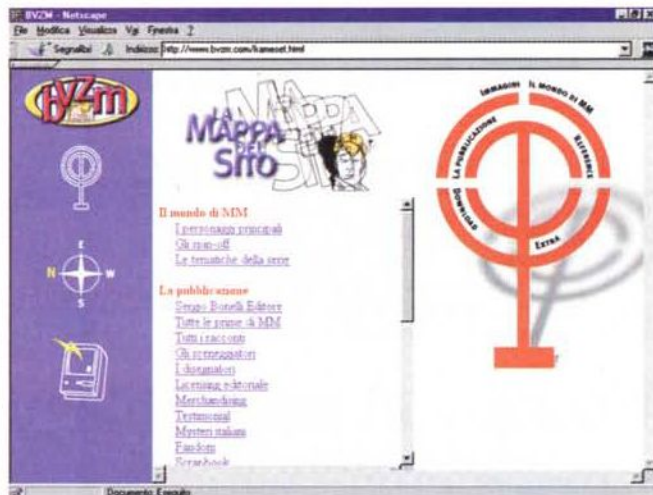 BVZM - Netscape
File Modifica Visualizza Vai Finestra ?
Segnalibri Indirizzo: http://www.bvzm.com/frameset.html
bvzm
E
N W
S
MAPPA
SITO
LA
MAPPA
DEL
SITO
Il mondo di MM
I personaggi principali
Gli spin-off
Le tematiche della serie
La pubblicazione
Sergio Bonelli Editore
Tutte le prime di MM
Tutti i racconti
Gli sceneggiatori
I disegnatori
Licensing editoriale
Merchandising
Testimonial
Mysteri italiani
Fandom
Scrapbook
IMMAGINI IL MONDO DI MM
LA PUBBLICAZIONE
REFERENCE
DOWNLOAD
EXTRA
Documento: Eseguito